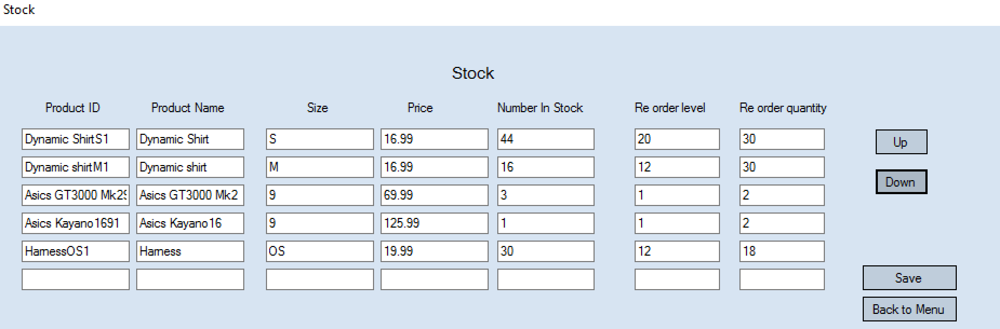 Stock
Stock
Product ID Product Name Size Price Number In Stock Re order level Re order quantity
Dynamic ShirtS1 Dynamic Shirt S 16.99 44 20 30 Up
Dynamic shirtM1 Dynamic shirt M 16.99 16 12 30
Down
Asics GT3000 Asics GT3000 Mk2 9 69.99 3 1 2
Asics Kayano1691 Asics Kayano16 9 125.99 1 1 2
HarnessOS1 Harness OS 19.99 30 12 18
Save
Back to Menu